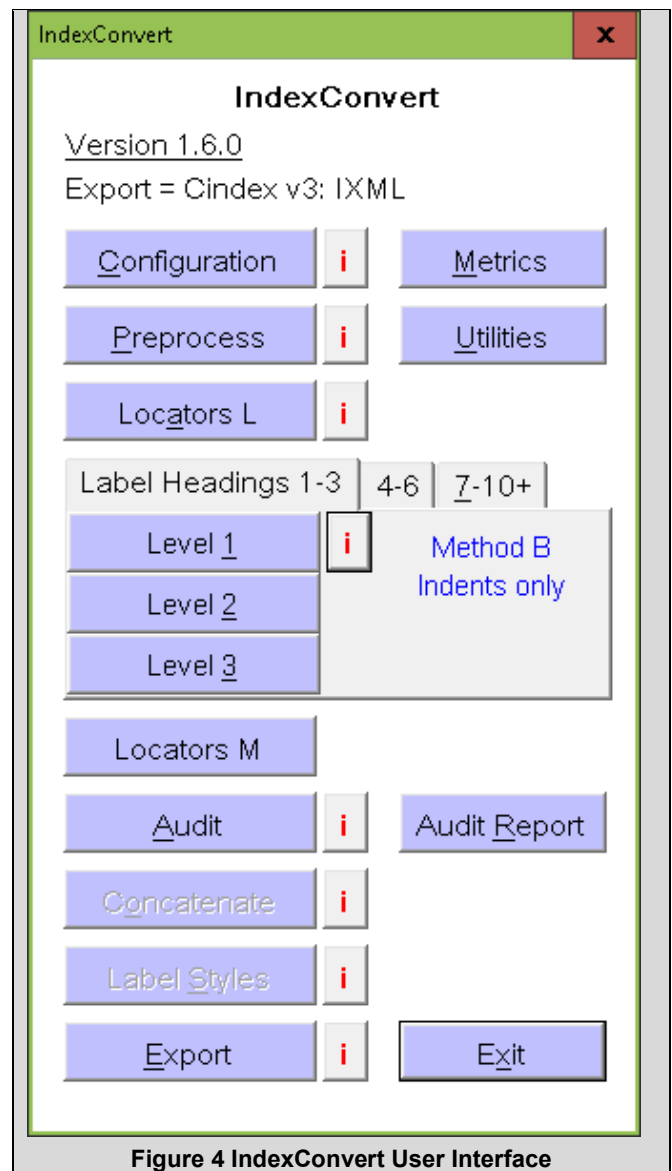 IndexConvert x
IndexConvert
Version 1.6.0
Export = Cindex v3: IXML
Configuration i Metrics
Preprocess i Utilities
Locators L i
Label Headings 1-3 4-6 7-10+
Level 1 i Method B
Indents only
Level 2
Level 3
Locators M
Audit i Audit Report
Concatenate i
Label Styles i
Export i Exit
Figure 4 IndexConvert User Interface